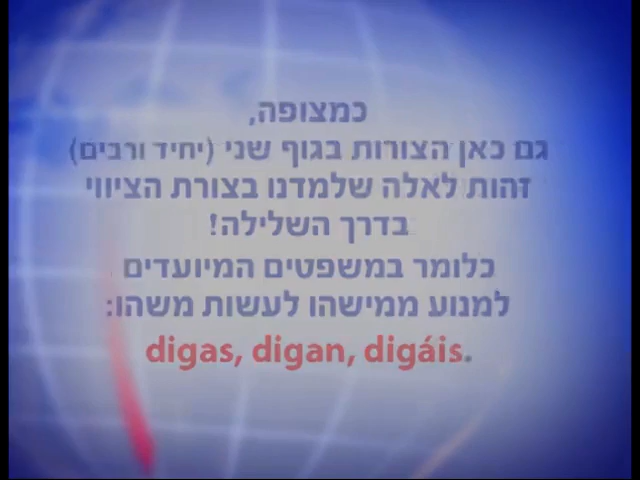 כמצופה,
גם כאן הצורות בגוף שני (יחיד ורבים)
זהות לאלה שלמדנו בצורת הציווי
בדרך השלילה!
כלומר במשפטים המיועדים
למנוע ממישהו לעשות משהו:
digas, digan, digáis.